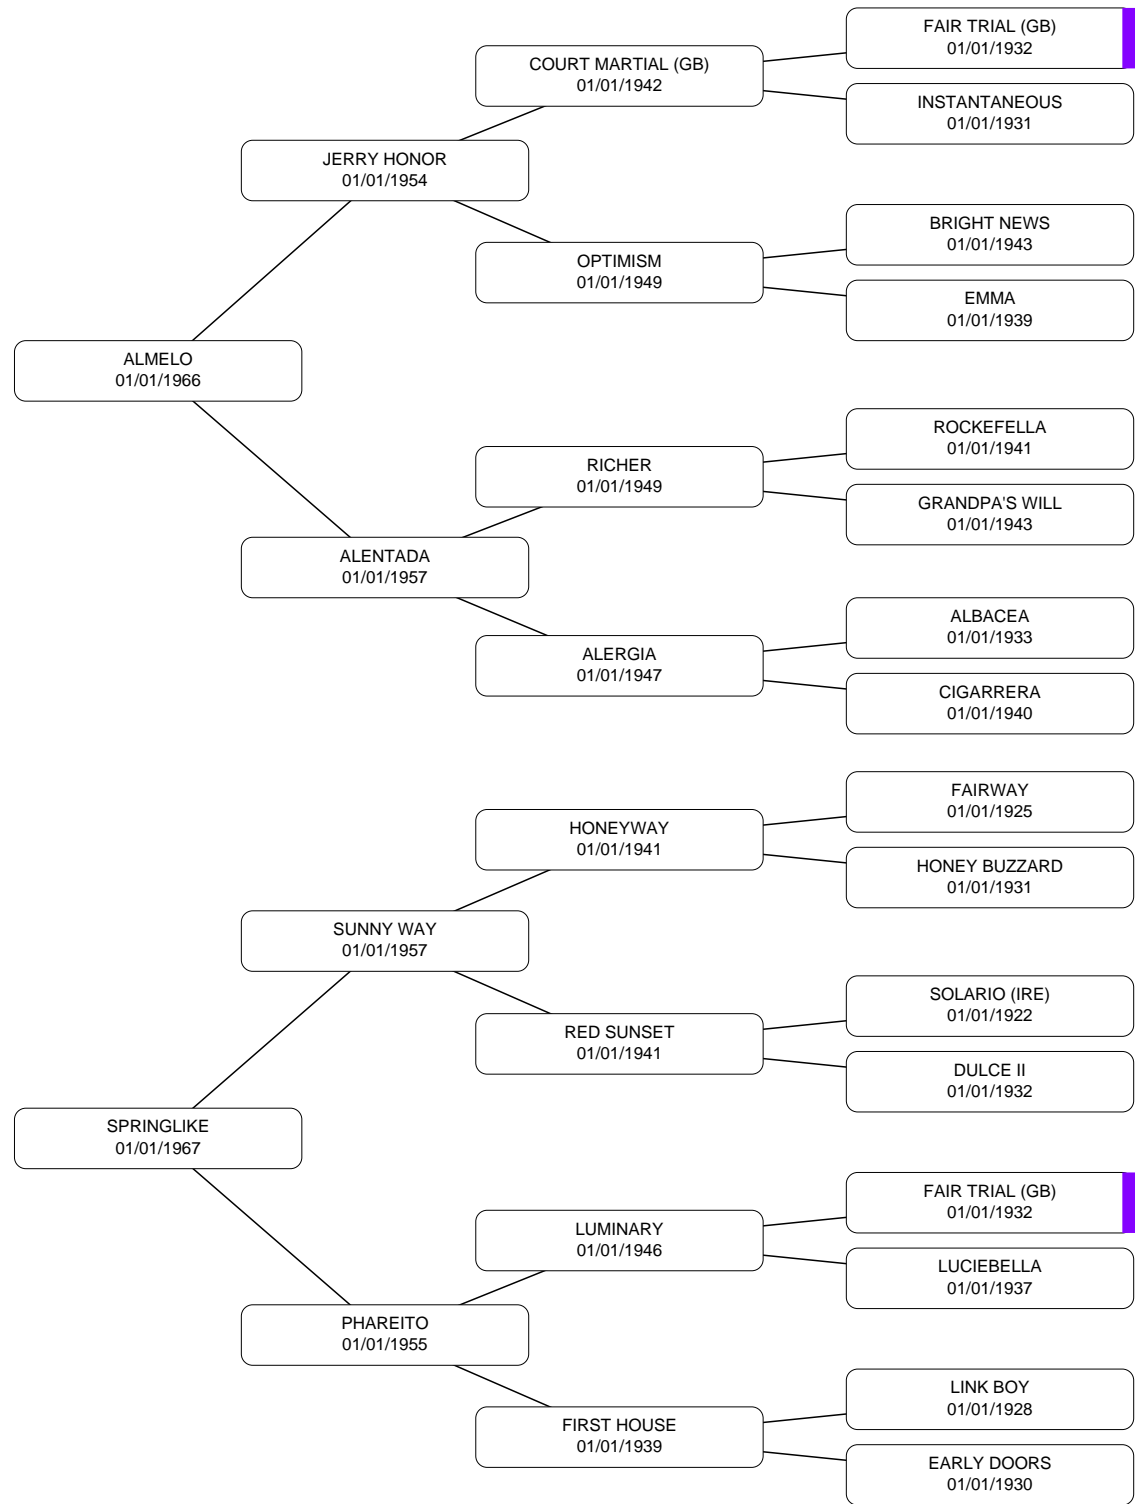 FAIR TRIAL (GB)
01/01/1932
COURT MARTIAL (GB)
01/01/1942
INSTANTANEOUS
01/01/1931
JERRY HONOR
01/01/1954
BRIGHT NEWS
01/01/1943
OPTIMISM
01/01/1949
EMMA
01/01/1939
ALMELO
01/01/1966
ROCKEFELLA
01/01/1941
RICHER
01/01/1949
GRANDPA'S WILL
01/01/1943
ALENTADA
01/01/1957
ALBACEA
01/01/1933
ALERGIA
01/01/1947
CIGARRERA
01/01/1940
FAIRWAY
01/01/1925
HONEYWAY
01/01/1941
HONEY BUZZARD
01/01/1931
SUNNY WAY
01/01/1957
SOLARIO (IRE)
01/01/1922
RED SUNSET
01/01/1941
DULCE II
01/01/1932
SPRINGLIKE
01/01/1967
FAIR TRIAL (GB)
01/01/1932
LUMINARY
01/01/1946
LUCIEBELLA
01/01/1937
PHAREITO
01/01/1955
LINK BOY
01/01/1928
FIRST HOUSE
01/01/1939
EARLY DOORS
01/01/1930